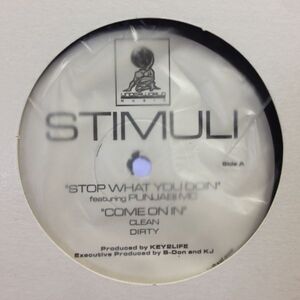 MUSIC
STIMULI
Side A
"STOP WHAT YOU DOIN"
featuring PUNJABI MC
"COME ON IN"
CLEAN
DIRTY
Produced by KEY2LIFE
Executive Produced by B-Don and KJ